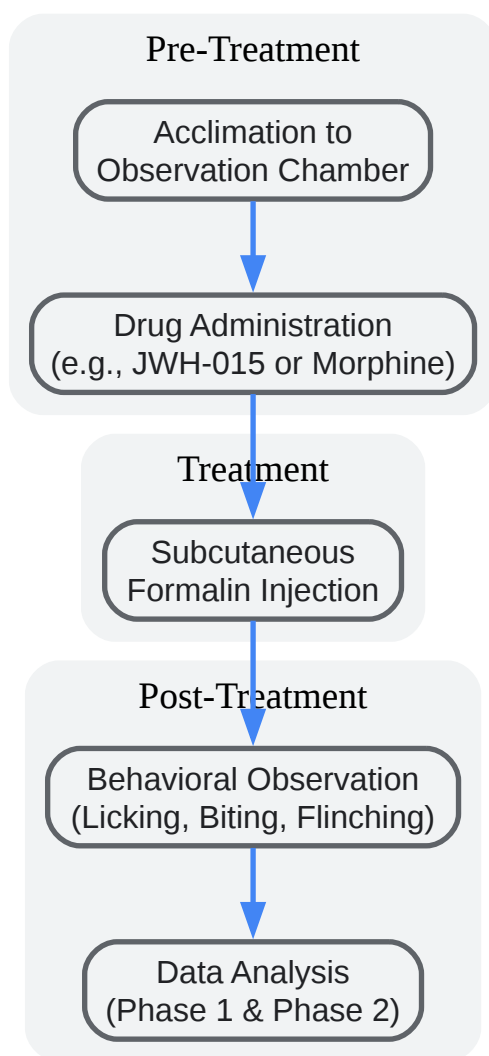 Pre-Treatment
Acclimation to
Observation Chamber
Drug Administration
(e.g., JWH-015 or Morphine)
Treatment
Subcutaneous
Formalin Injection
Post-Treatment
Behavioral Observation
(Licking, Biting, Flinching)
Data Analysis
(Phase 1 & Phase 2)